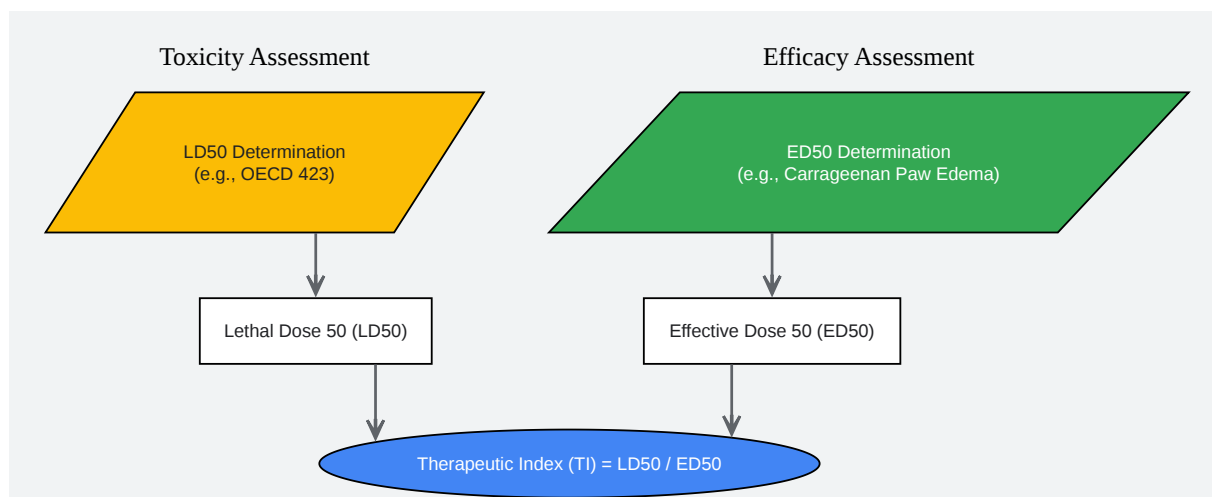 Toxicity Assessment
Efficacy Assessment
LD50 Determination
(e.g., OECD 423)
ED50 Determination
(e.g., Carrageenan Paw Edema)
Lethal Dose 50 (LD50)
Effective Dose 50 (ED50)
Therapeutic Index (TI) = LD50 / ED50